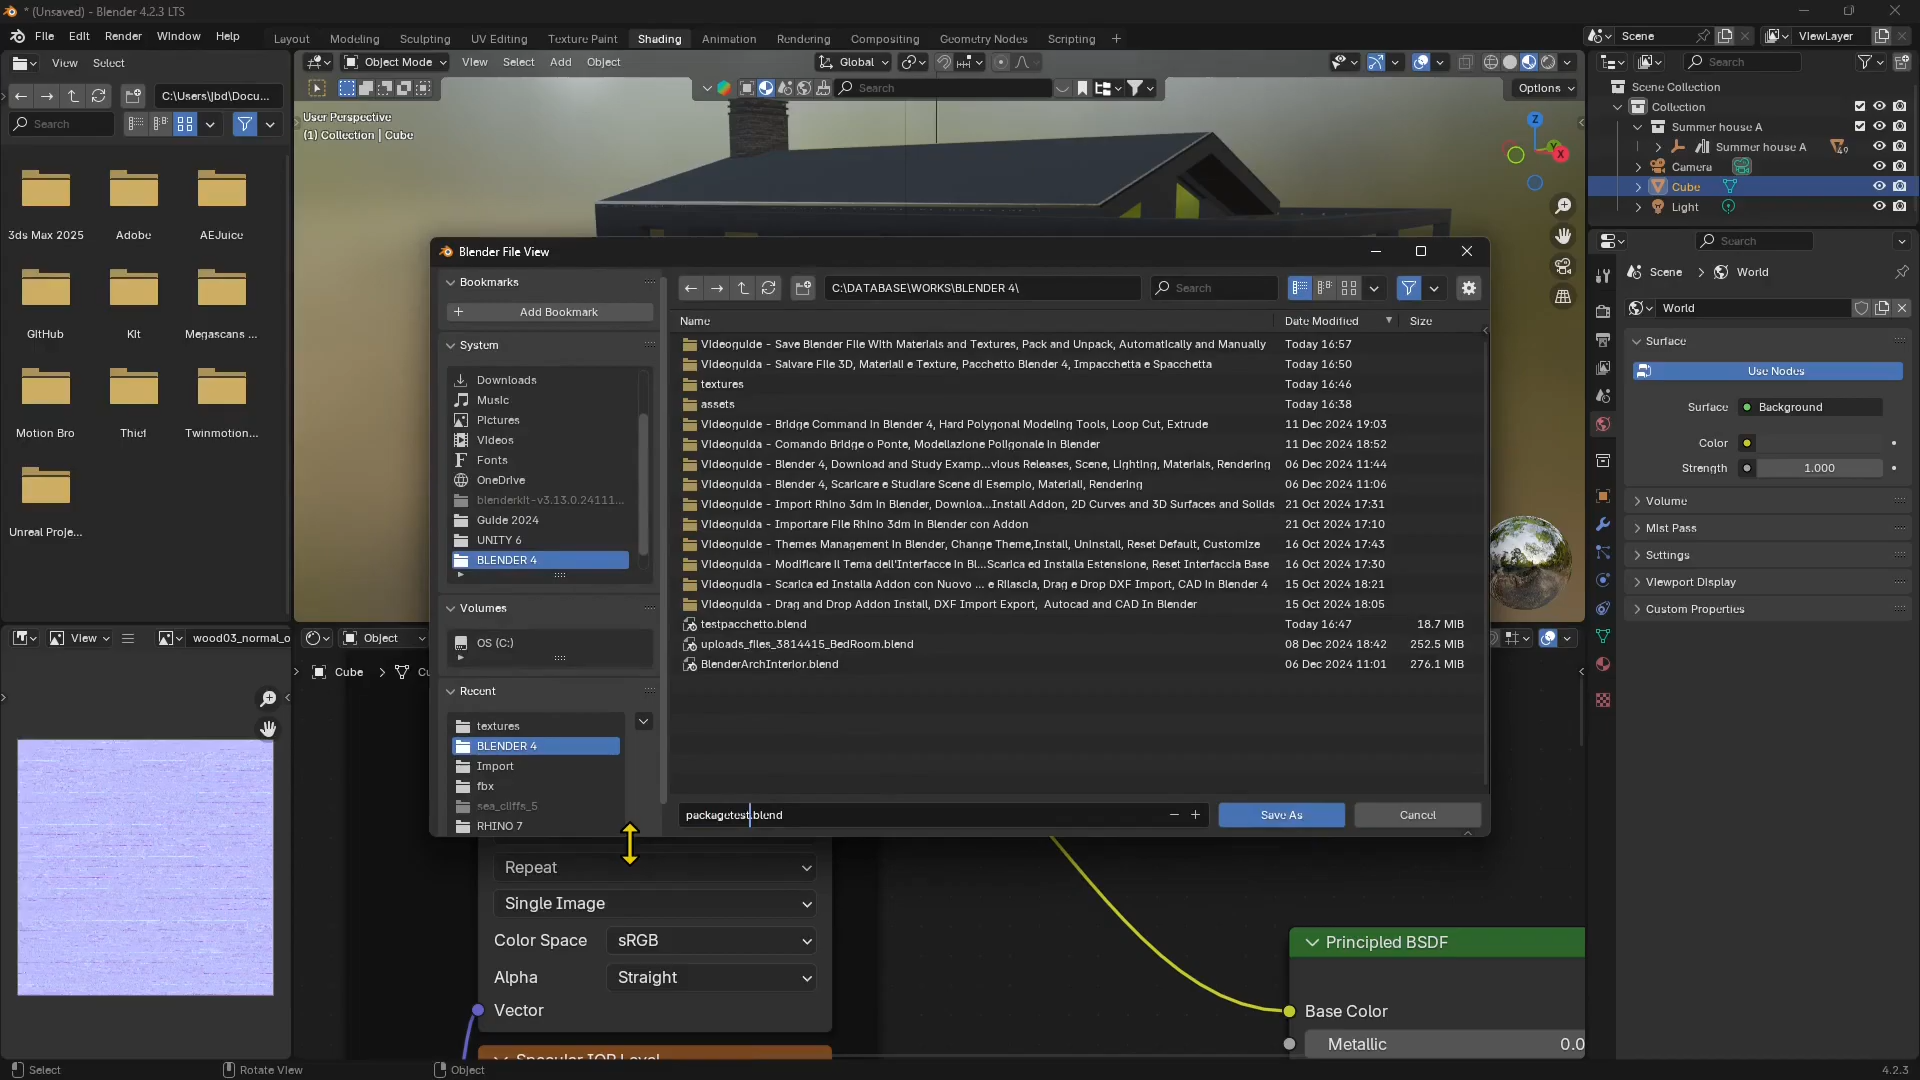 * (Unsaved) - Blender 4.2.3 LTS
File Edit Render Window Help
Layout Modeling Sculpting UV Editing Texture Paint Shading Animation Rendering Compositing Geometry Nodes Scripting +
Scene
ViewLayer
View Select
Object Mode View Select Add Object
Global
Search
C:\Users\jbd\Docu...
Search
Search
Options
User Perspective
(1) Collection | Cube
Z
Y
X
Scene Collection
Collection
Summer house A
Summer house A
49
Camera
Cube
Light
3ds Max 2025
Adobe
AEJuice
GitHub
Kit
Megascans ...
Maxon
Motion Bro
Thief
Twinmotion...
Unreal Proje...
Blender File View
Bookmarks
Add Bookmark
System
Downloads
Music
Pictures
Videos
Fonts
OneDrive
blenderkit-v3.13.0.24111...
Guide 2024
UNITY 6
BLENDER 4
Volumes
OS (C:)
Recent
textures
BLENDER 4
Import
fbx
sea_cliffs_5
RHINO 7
C:\DATABASE\WORKS\BLENDER 4\
Search
Name Date Modified Size
Videoguide - Save Blender File With Materials and Textures, Pack and Unpack, Automatically and Manually Today 16:57
Videoguida - Salvare File 3D, Materiali e Texture, Pacchetto Blender 4, Impacchetta e Spacchetta Today 16:50
textures Today 16:46
assets Today 16:38
Videoguide - Bridge Command in Blender 4, Hard Polygonal Modeling Tools, Loop Cut, Extrude 11 Dec 2024 19:03
Videoguida - Comando Bridge o Ponte, Modellazione Poligonale in Blender 11 Dec 2024 18:52
Videoguide - Blender 4, Download and Study Examp...vious Releases, Scene, Lighting, Materials, Rendering 06 Dec 2024 11:44
Videoguida - Blender 4, Scaricare e Studiare Scene di Esempio, Materiali, Rendering 06 Dec 2024 11:06
Videoguide - Import Rhino 3dm in Blender, Downloa...Install Addon, 2D Curves and 3D Surfaces and Solids 21 Oct 2024 17:31
Videoguida - Importare File Rhino 3dm in Blender con Addon 21 Oct 2024 17:10
Videoguide - Themes Management in Blender, Change Theme,Install, Uninstall, Reset Default, Customize 16 Oct 2024 17:43
Videoguida - Modificare il Tema dell'Interfacce in Bl...Scarica ed Installa Estensione, Reset Interfaccia Base 16 Oct 2024 17:30
Videogudia - Scarica ed Installa Addon con Nuovo ... e Rilascia, Drag e Drop DXF Import, CAD in Blender 4 15 Oct 2024 18:21
Videoguida - Drag and Drop Addon Install, DXF Import Export, Autocad and CAD in Blender 15 Oct 2024 18:05
testpacchetto.blend Today 16:47 18.7 MiB
uploads_files_3814415_BedRoom.blend 08 Dec 2024 18:42 252.5 MiB
BlenderArchInterior.blend 06 Dec 2024 11:01 276.1 MiB
packagetest.blend
Save As
Cancel
Search
Scene World
World
Surface
Use Nodes
Surface Background
Color
Strength 1.000
Volume
Mist Pass
Settings
Viewport Display
Custom Properties
View
wood03_normal_o
Object
Cube
Cu
Repeat
Single Image
Color Space sRGB
Alpha Straight
Vector
Specular IOR Level
Principled BSDF
Base Color
Metallic 0.0
Select Rotate View Object
4.2.3